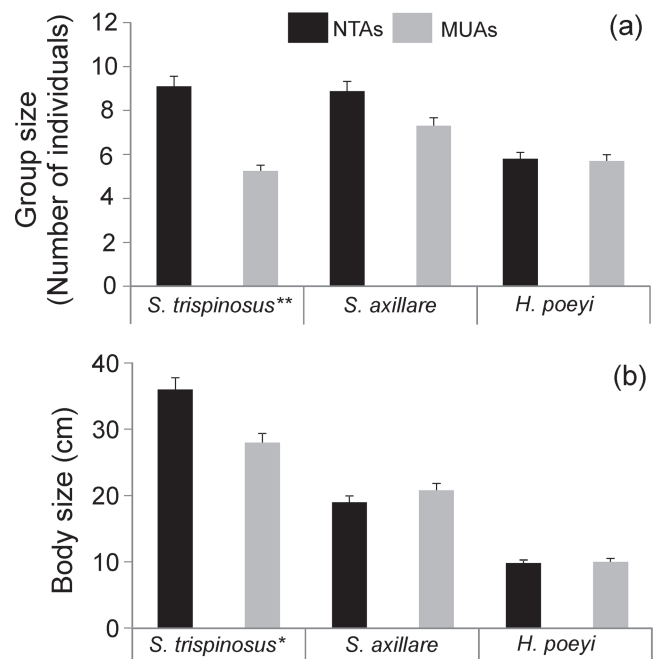 (a)
NTAs MUAs
Group size
(Number of individuals)
12
10
8
6
4
2
0
S. trispinosus** S. axillare H. poeyi
(b)
Body size (cm)
40
30
20
10
0
S. trispinosus* S. axillare H. poeyi